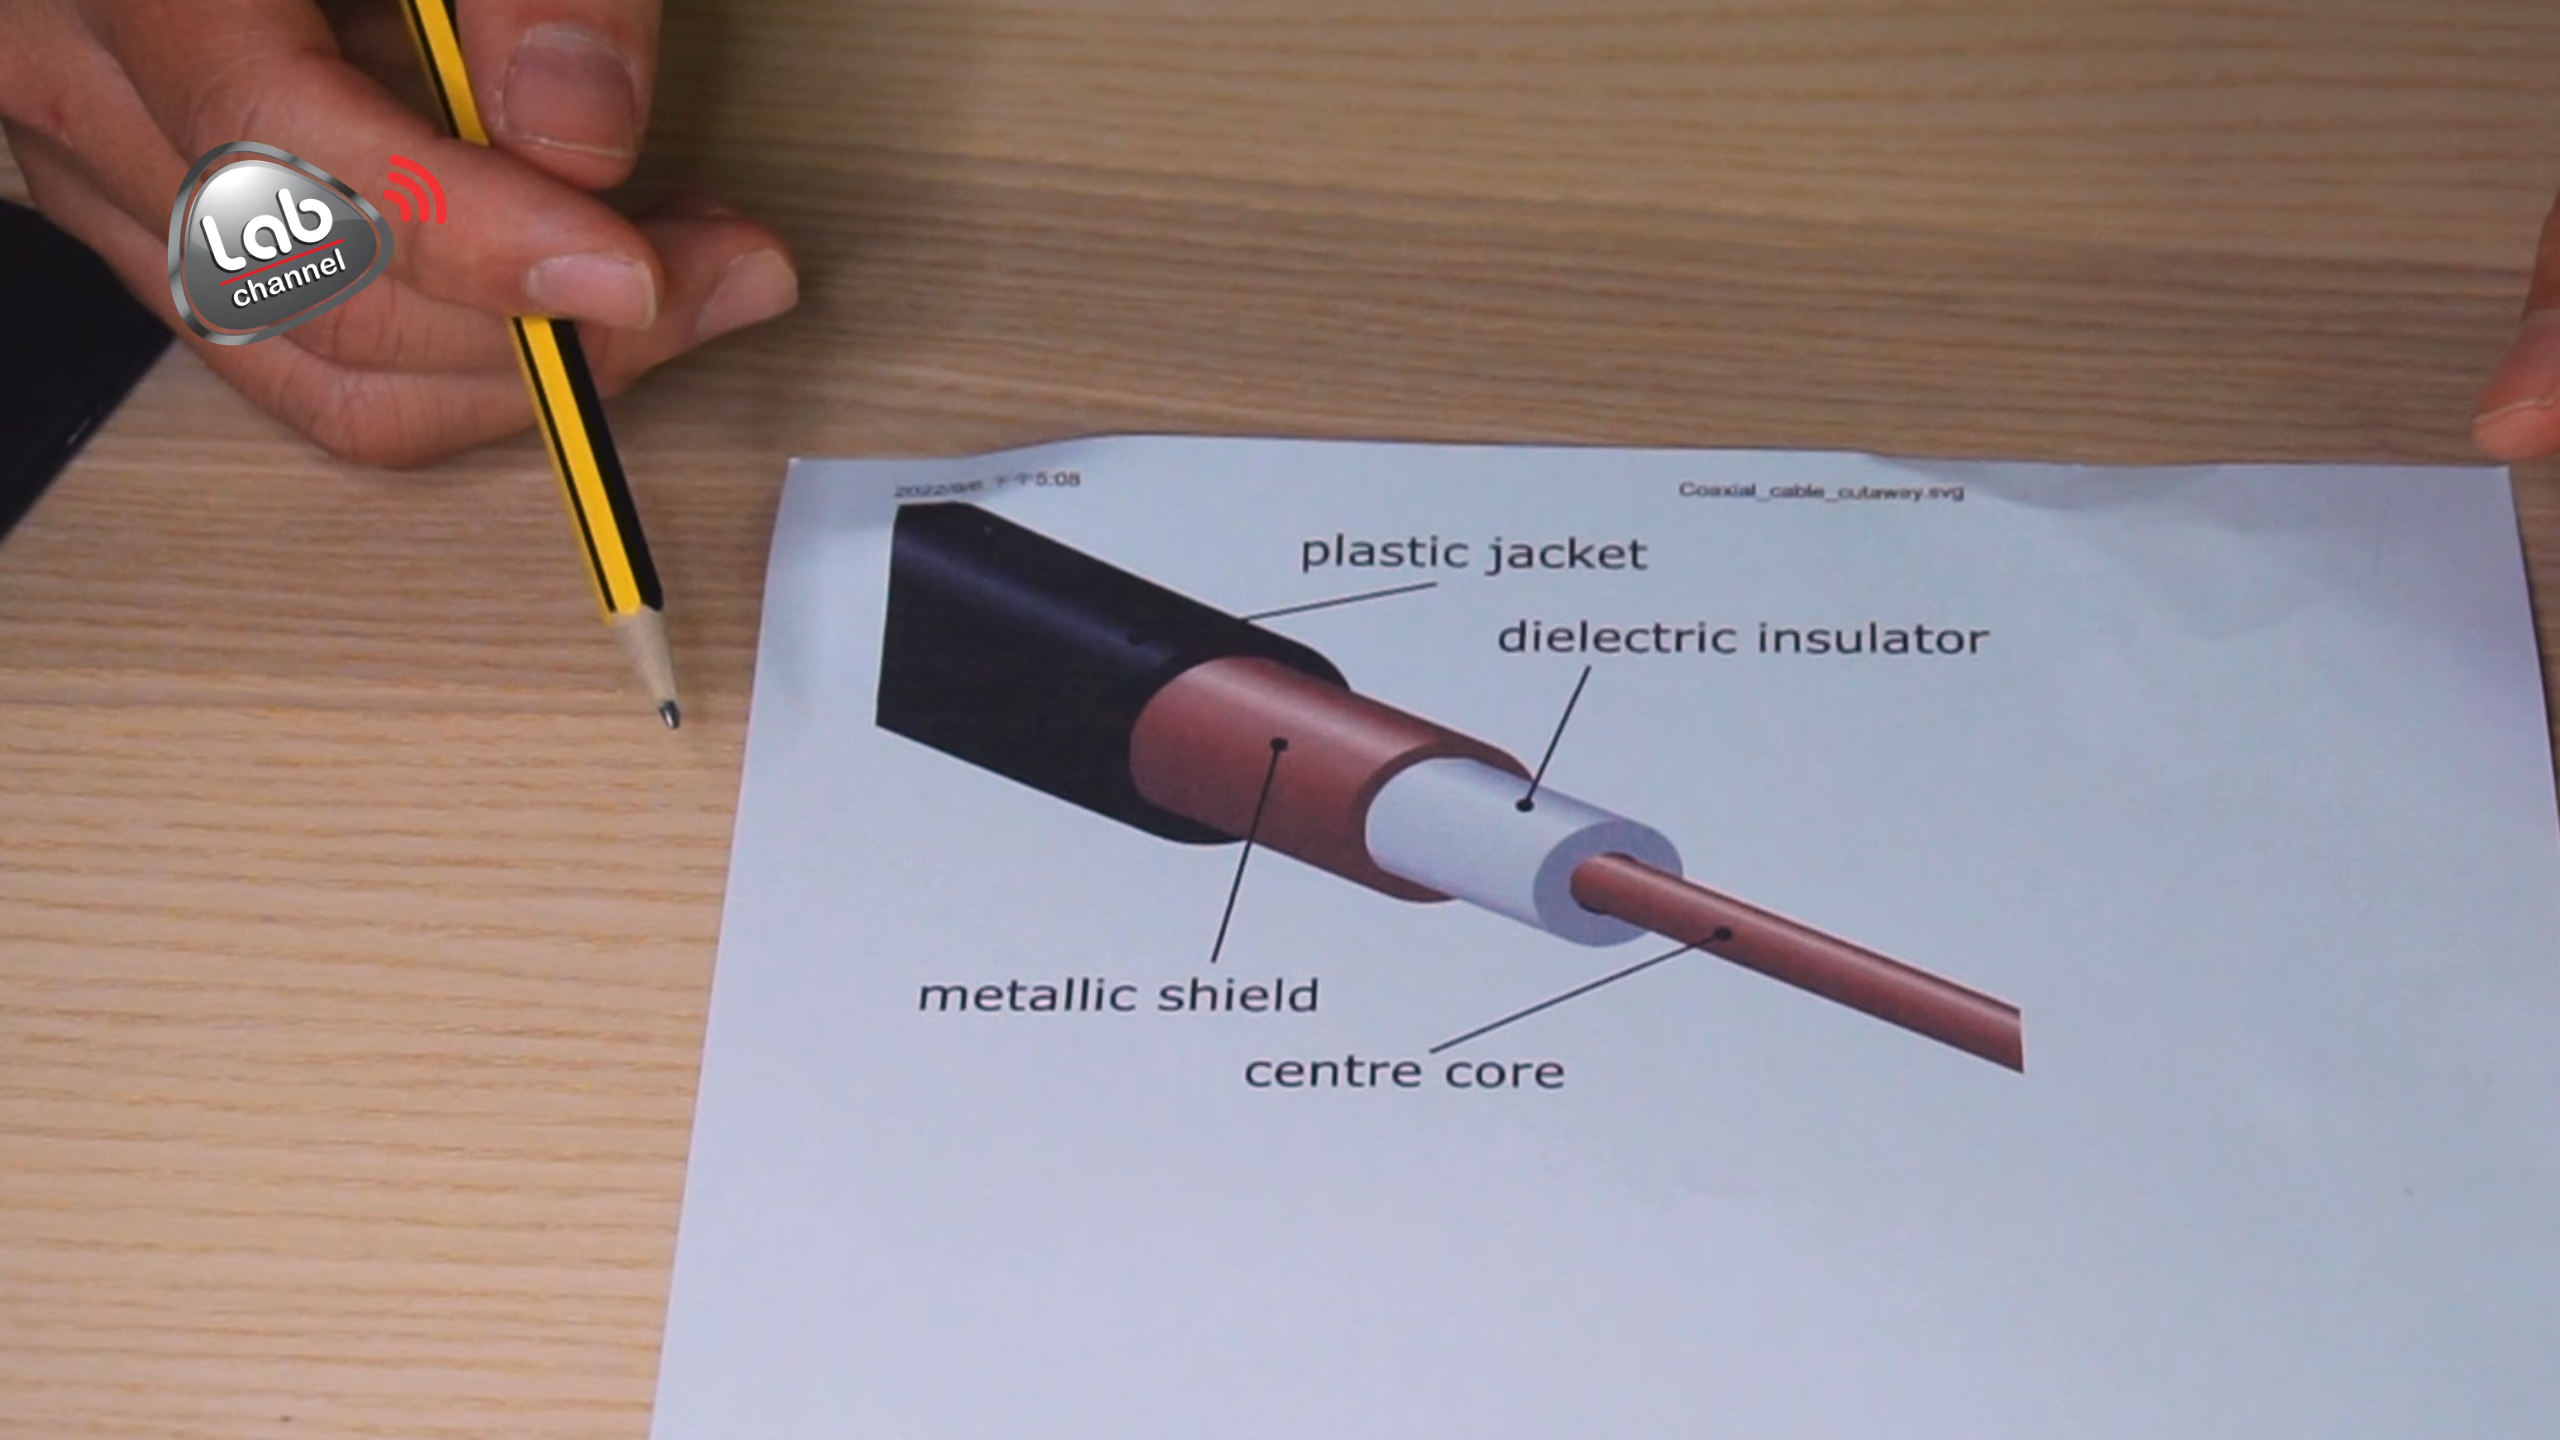 Lab
channel
5:08
Coaxial_cable_cutaway.svg
plastic jacket
dielectric insulator
metallic shield
centre core